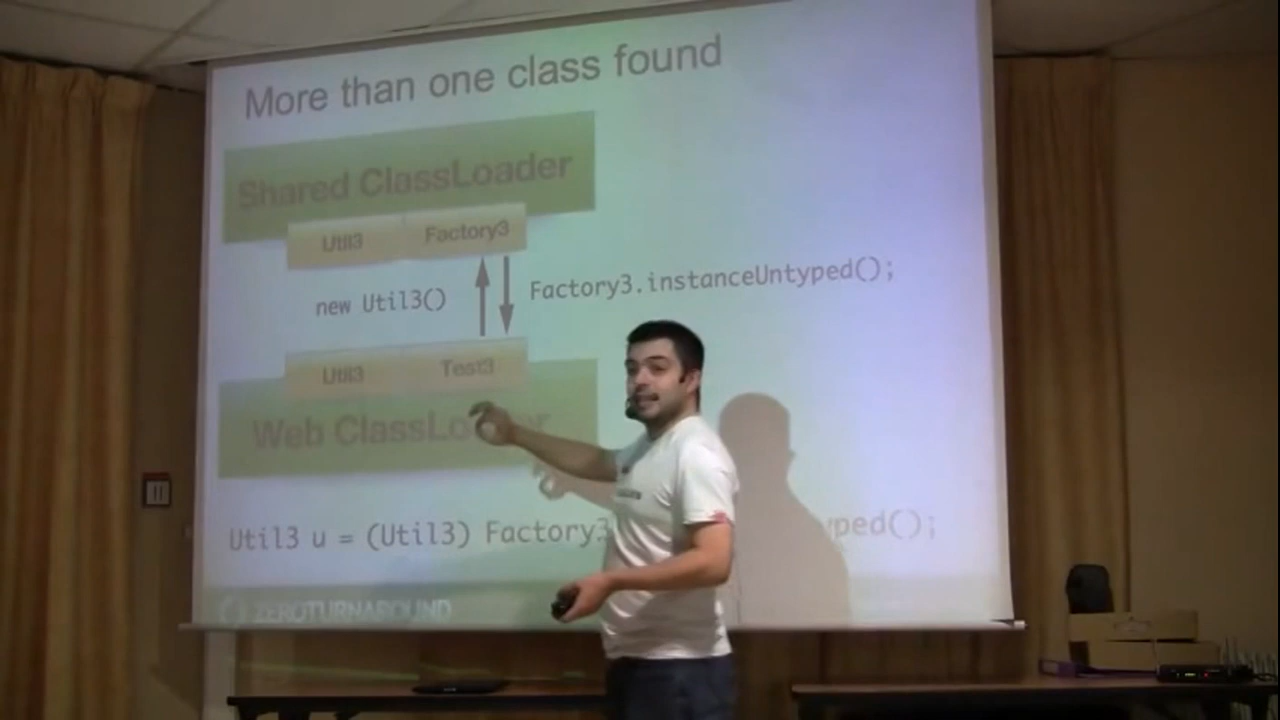 More than one class found
Shared ClassLoader
Util3 Factory3
new Util3()
Factory3.instanceUntyped();
Util3 Test3
Web
Util3 u = (Util3) Factory3
ZEROTURNAROUND